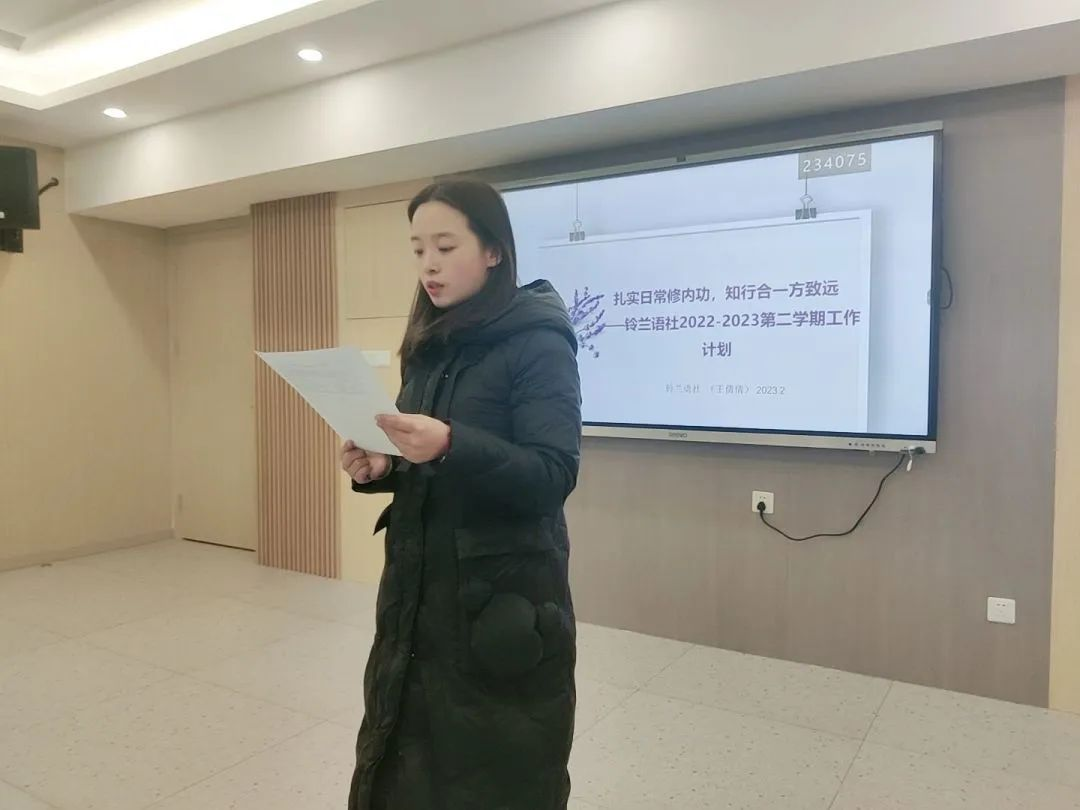 234075
扎实日常修内功，知行合一方致远
—铃兰语社2022-2023第二学期工作
计划
铃兰语社 （王倩倩） 2023.2